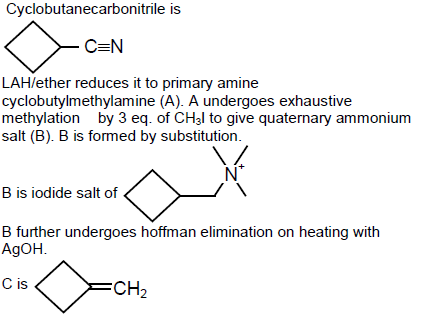 Cyclobutanecarbonitrile is
C≡N
LAH/ether reduces it to primary amine
cyclobutylmethylamine (A). A undergoes exhaustive
methylation by 3 eq. of CH₃I to give quaternary ammonium
salt (B). B is formed by substitution.
N⁺
B is iodide salt of
B further undergoes hoffman elimination on heating with
AgOH.
C is
CH₂